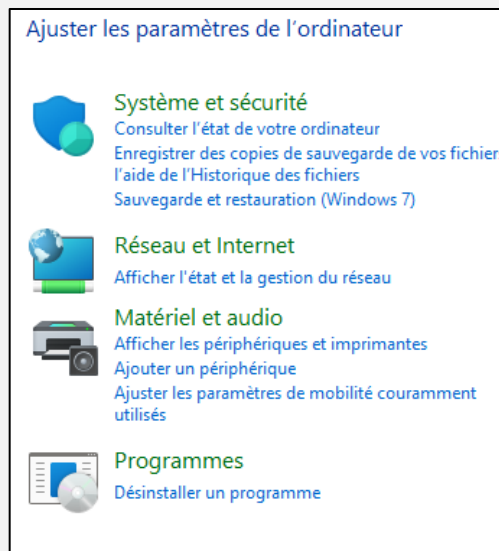 Ajuster les paramètres de l’ordinateur
Système et sécurité
Consulter l'état de votre ordinateur
Enregistrer des copies de sauvegarde de vos
l'aide de l'Historique des fichiers
Sauvegarde et restauration (Windows 7)
Réseau et Internet
Afficher l'état et la gestion du réseau
Matériel et audio
Afficher les périphériques et imprimantes
Ajouter un périphérique
Ajuster les paramètres de mobilité couramment
utilisés
Programmes
Désinstaller un programme